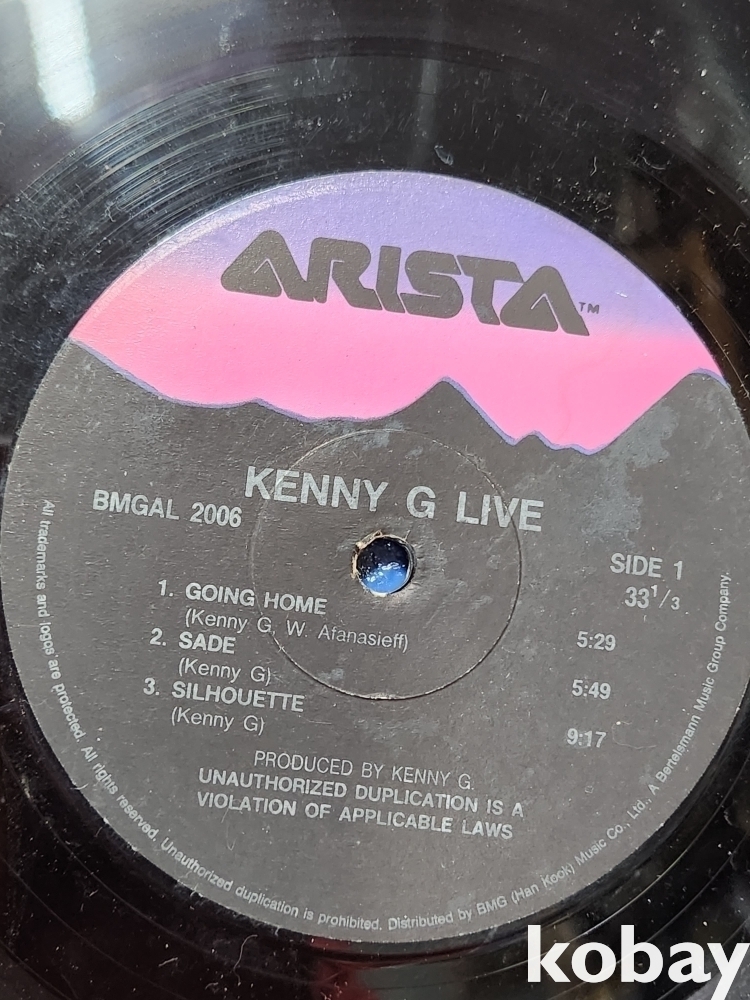 ARISTA™
KENNY G LIVE
BMGAL 2006
SIDE 1
33 1/3
1. GOING HOME
(Kenny G, W. Afanasieff) 5:29
2. SADE
(Kenny G) 5:49
3. SILHOUETTE
(Kenny G) 9:17
PRODUCED BY KENNY G.
UNAUTHORIZED DUPLICATION IS A
VIOLATION OF APPLICABLE LAWS
All trademarks and logos are protected. All rights reserved. Unauthorized duplication is prohibited. Distributed by BMG (Han Kook) Music Co., Ltd., A Bertelsmann Music Group Company.
kobay